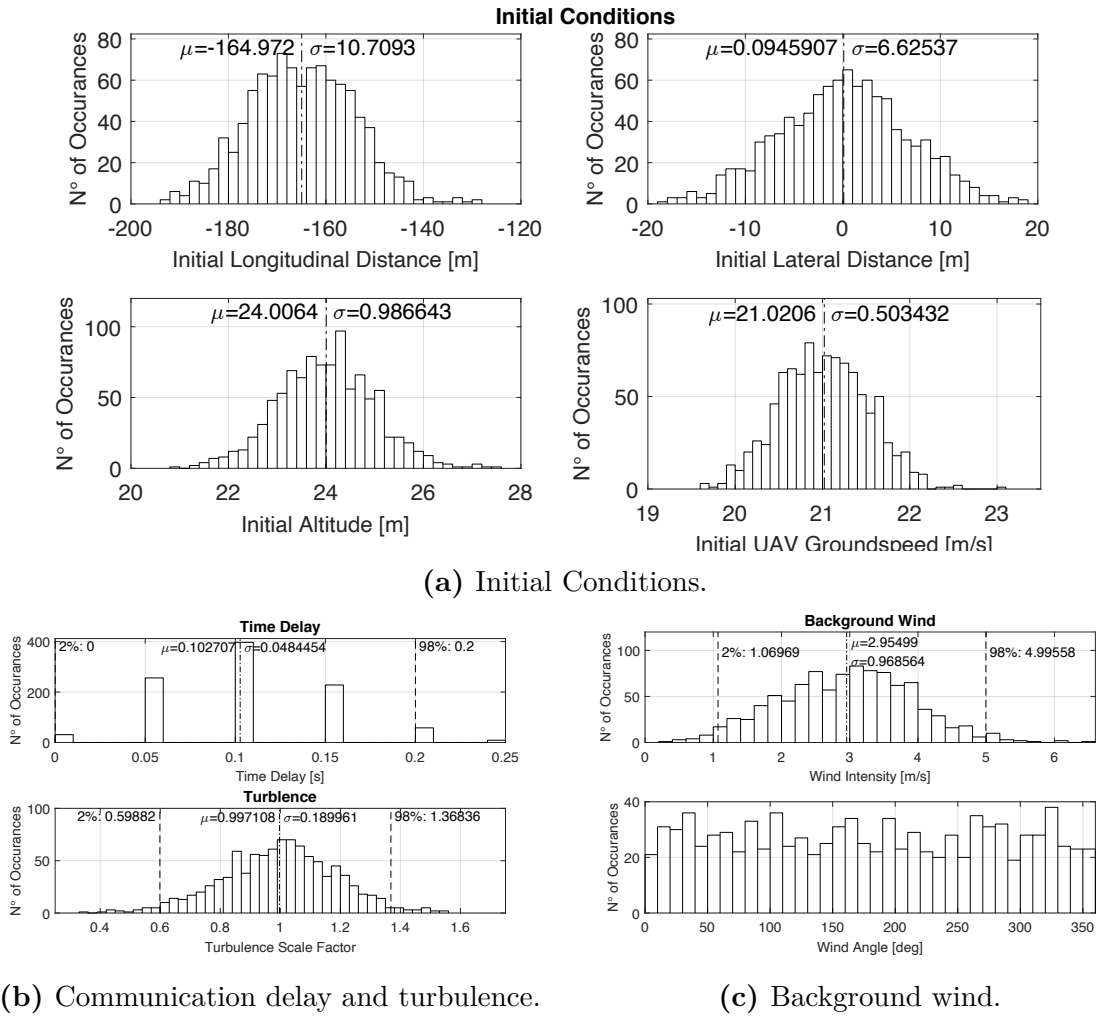 Initial Conditions
μ=-164.972 σ=10.7093
N° of Occurances
80
60
40
20
0
-200 -180 -160 -140 -120
Initial Longitudinal Distance [m]
μ=0.0945907 σ=6.62537
N° of Occurances
80
60
40
20
0
-20 -10 0 10 20
Initial Lateral Distance [m]
μ=24.0064 σ=0.986643
N° of Occurances
100
50
0
20 22 24 26 28
Initial Altitude [m]
μ=21.0206 σ=0.503432
N° of Occurances
100
50
0
19 20 21 22 23
Initial UAV Groundspeed [m/s]
(a) Initial Conditions.
Time Delay
2%: 0 μ=0.102707 σ=0.0484454 98%: 0.2
N° of Occurances
400
200
0
0 0.05 0.1 0.15 0.2 0.25
Time Delay [s]
Turblence
2%: 0.59882 μ=0.997108 σ=0.189961 98%: 1.36836
N° of Occurances
100
50
0
0.4 0.6 0.8 1 1.2 1.4 1.6
Turbulence Scale Factor
(b) Communication delay and turbulence.
Background Wind
2%: 1.06969 μ=2.95499 98%: 4.99558
σ=0.968564
N° of Occurances
100
50
0
0 1 2 3 4 5 6
Wind Intensity [m/s]
N° of Occurances
40
20
0
0 50 100 150 200 250 300 350
Wind Angle [deg]
(c) Background wind.